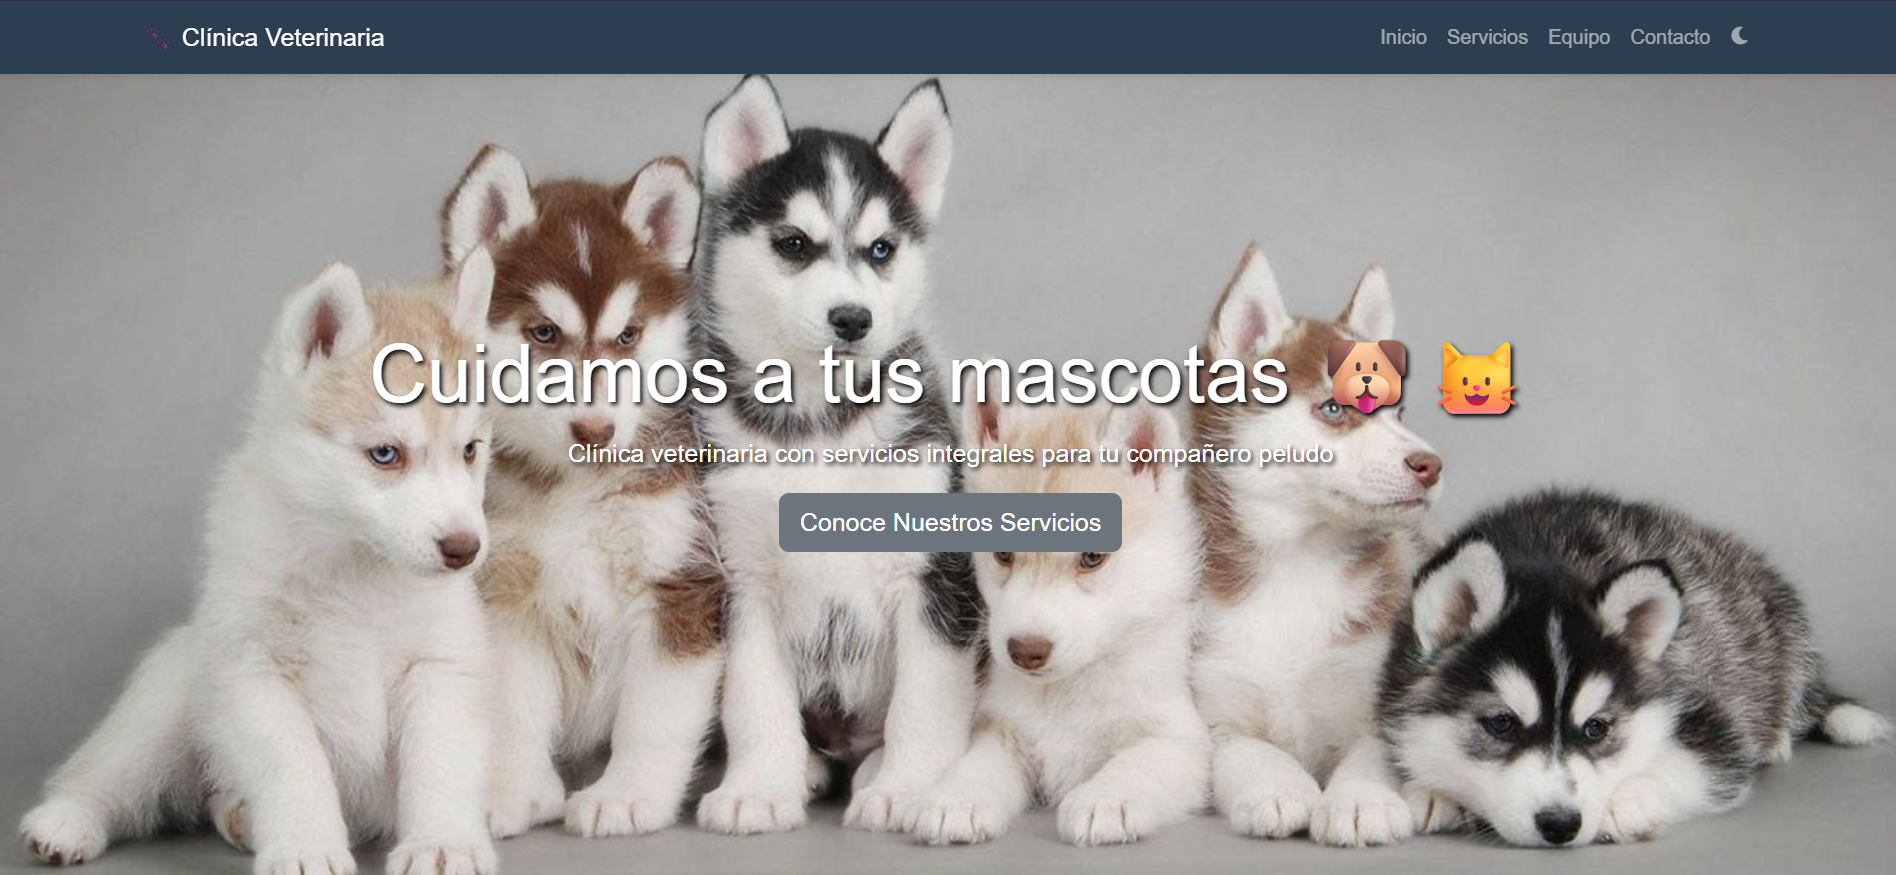 Clínica Veterinaria
Inicio Servicios Equipo Contacto
Cuidamos a tus mascotas 🐶 🐱
Clínica veterinaria con servicios integrales para tu compañero peludo
Conoce Nuestros Servicios